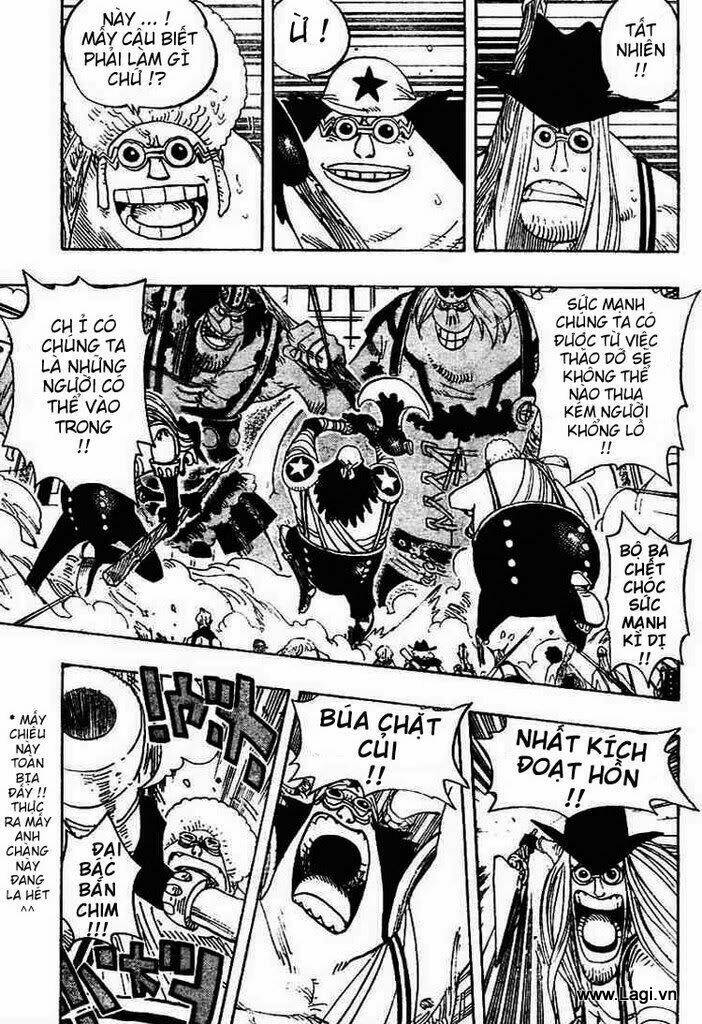 NÀY ... !
MẤY CẬU BIẾT
PHẢI LÀM GÌ
CHỨ !?
Ừ !
TẤT
NHIÊN !!
CHỈ CÓ
CHÚNG TA
LÀ NHỮNG
NGƯỜI CÓ
THỂ VÀO
TRONG
!!
SỨC MẠNH
CHÚNG TA CÓ
ĐƯỢC TỪ VIỆC
THÁO DỠ SẼ
KHÔNG THỂ
NÀO THUA
KÉM NGƯỜI
KHỔNG LỒ
!!
BỘ BA
CHẾT
CHÓC
SỨC
MẠNH
KÌ DỊ
!!
* MẤY
CHIÊU
NÀY
TOÀN
BỊA
ĐẤY !!
THỰC
RA MẤY
ANH
CHÀNG
NÀY
ĐANG
LA HÉT
^^
ĐẠI
BÁC
BẮN
CHIM
!!!
BÚA CHẶT
CỦI
!!
NHẤT KÍCH
ĐOẠT HỒN
!!
www.Lagi.vn